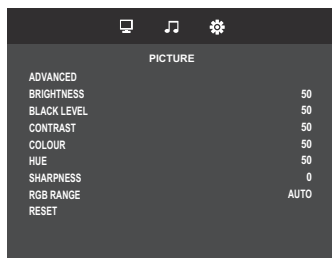 PICTURE
ADVANCED
BRIGHTNESS 50
BLACK LEVEL 50
CONTRAST 50
COLOUR 50
HUE 50
SHARPNESS 0
RGB RANGE AUTO
RESET